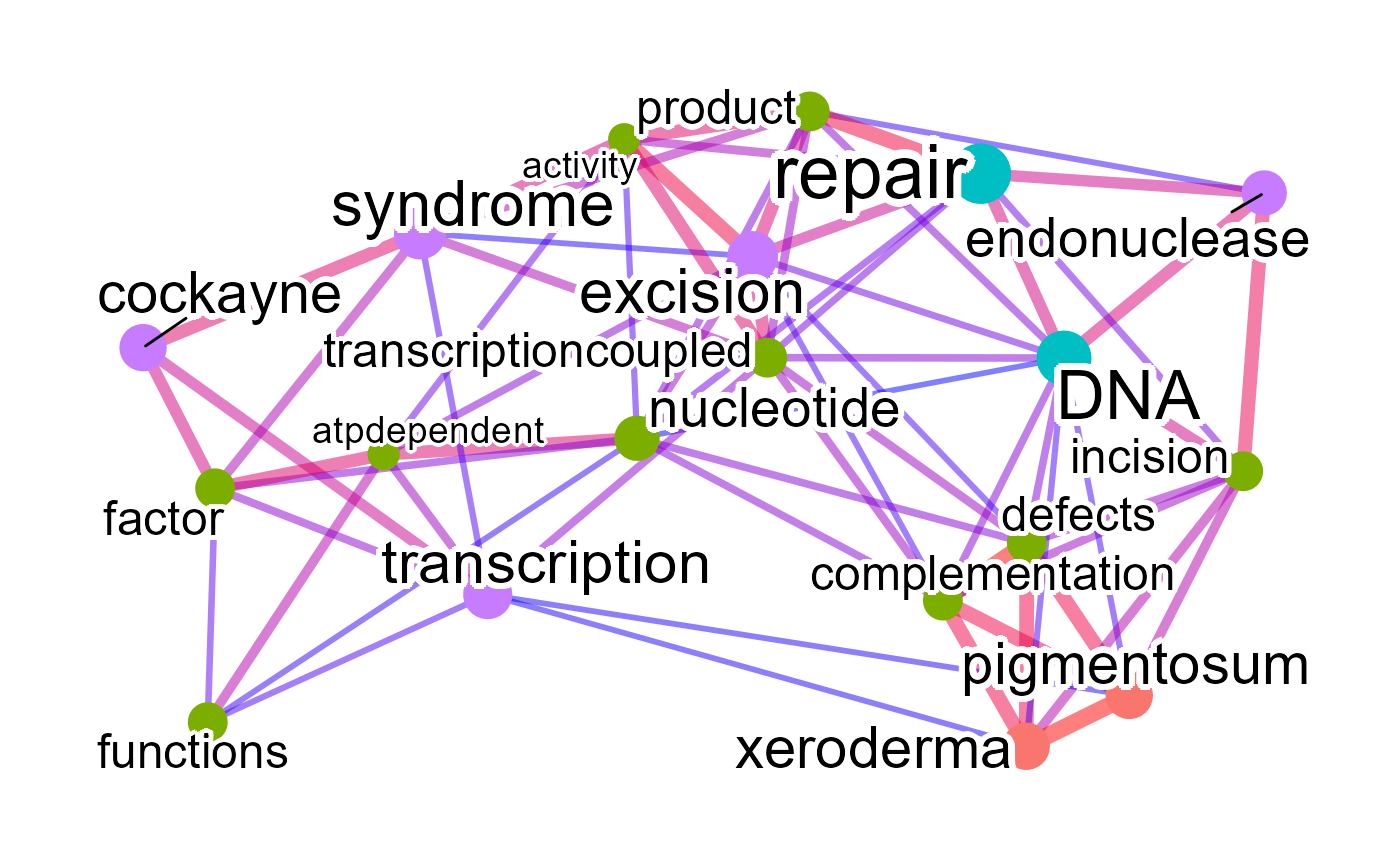 product
activity
repair
syndrome
endonuclease
cockayne
excision
transcriptioncoupled
DNA
nucleotide
atpdependent
incision
factor
defects
transcription
complementation
pigmentosum
functions
xeroderma